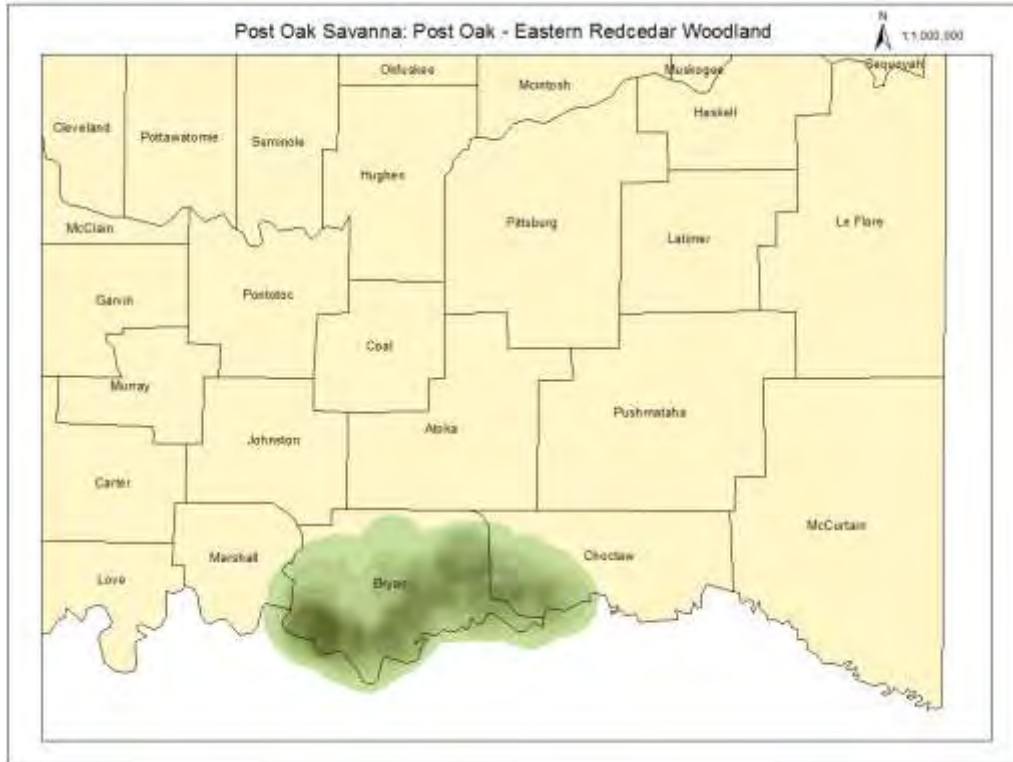 Post Oak Savanna: Post Oak - Eastern Redcedar Woodland
N
1:1,000,000
Okfuskee
Mcintosh
Muskogee
Sequoyah
Haskell
Cleveland
Pottawatomie
Seminole
Hughen
Pittsburg
Latimer
Le Flore
McClain
Garvin
Pontotoc
Coal
Murray
Johnston
Atoka
Pushmataha
Carter
McCurtain
Marshall
Love
Bryan
Choctaw